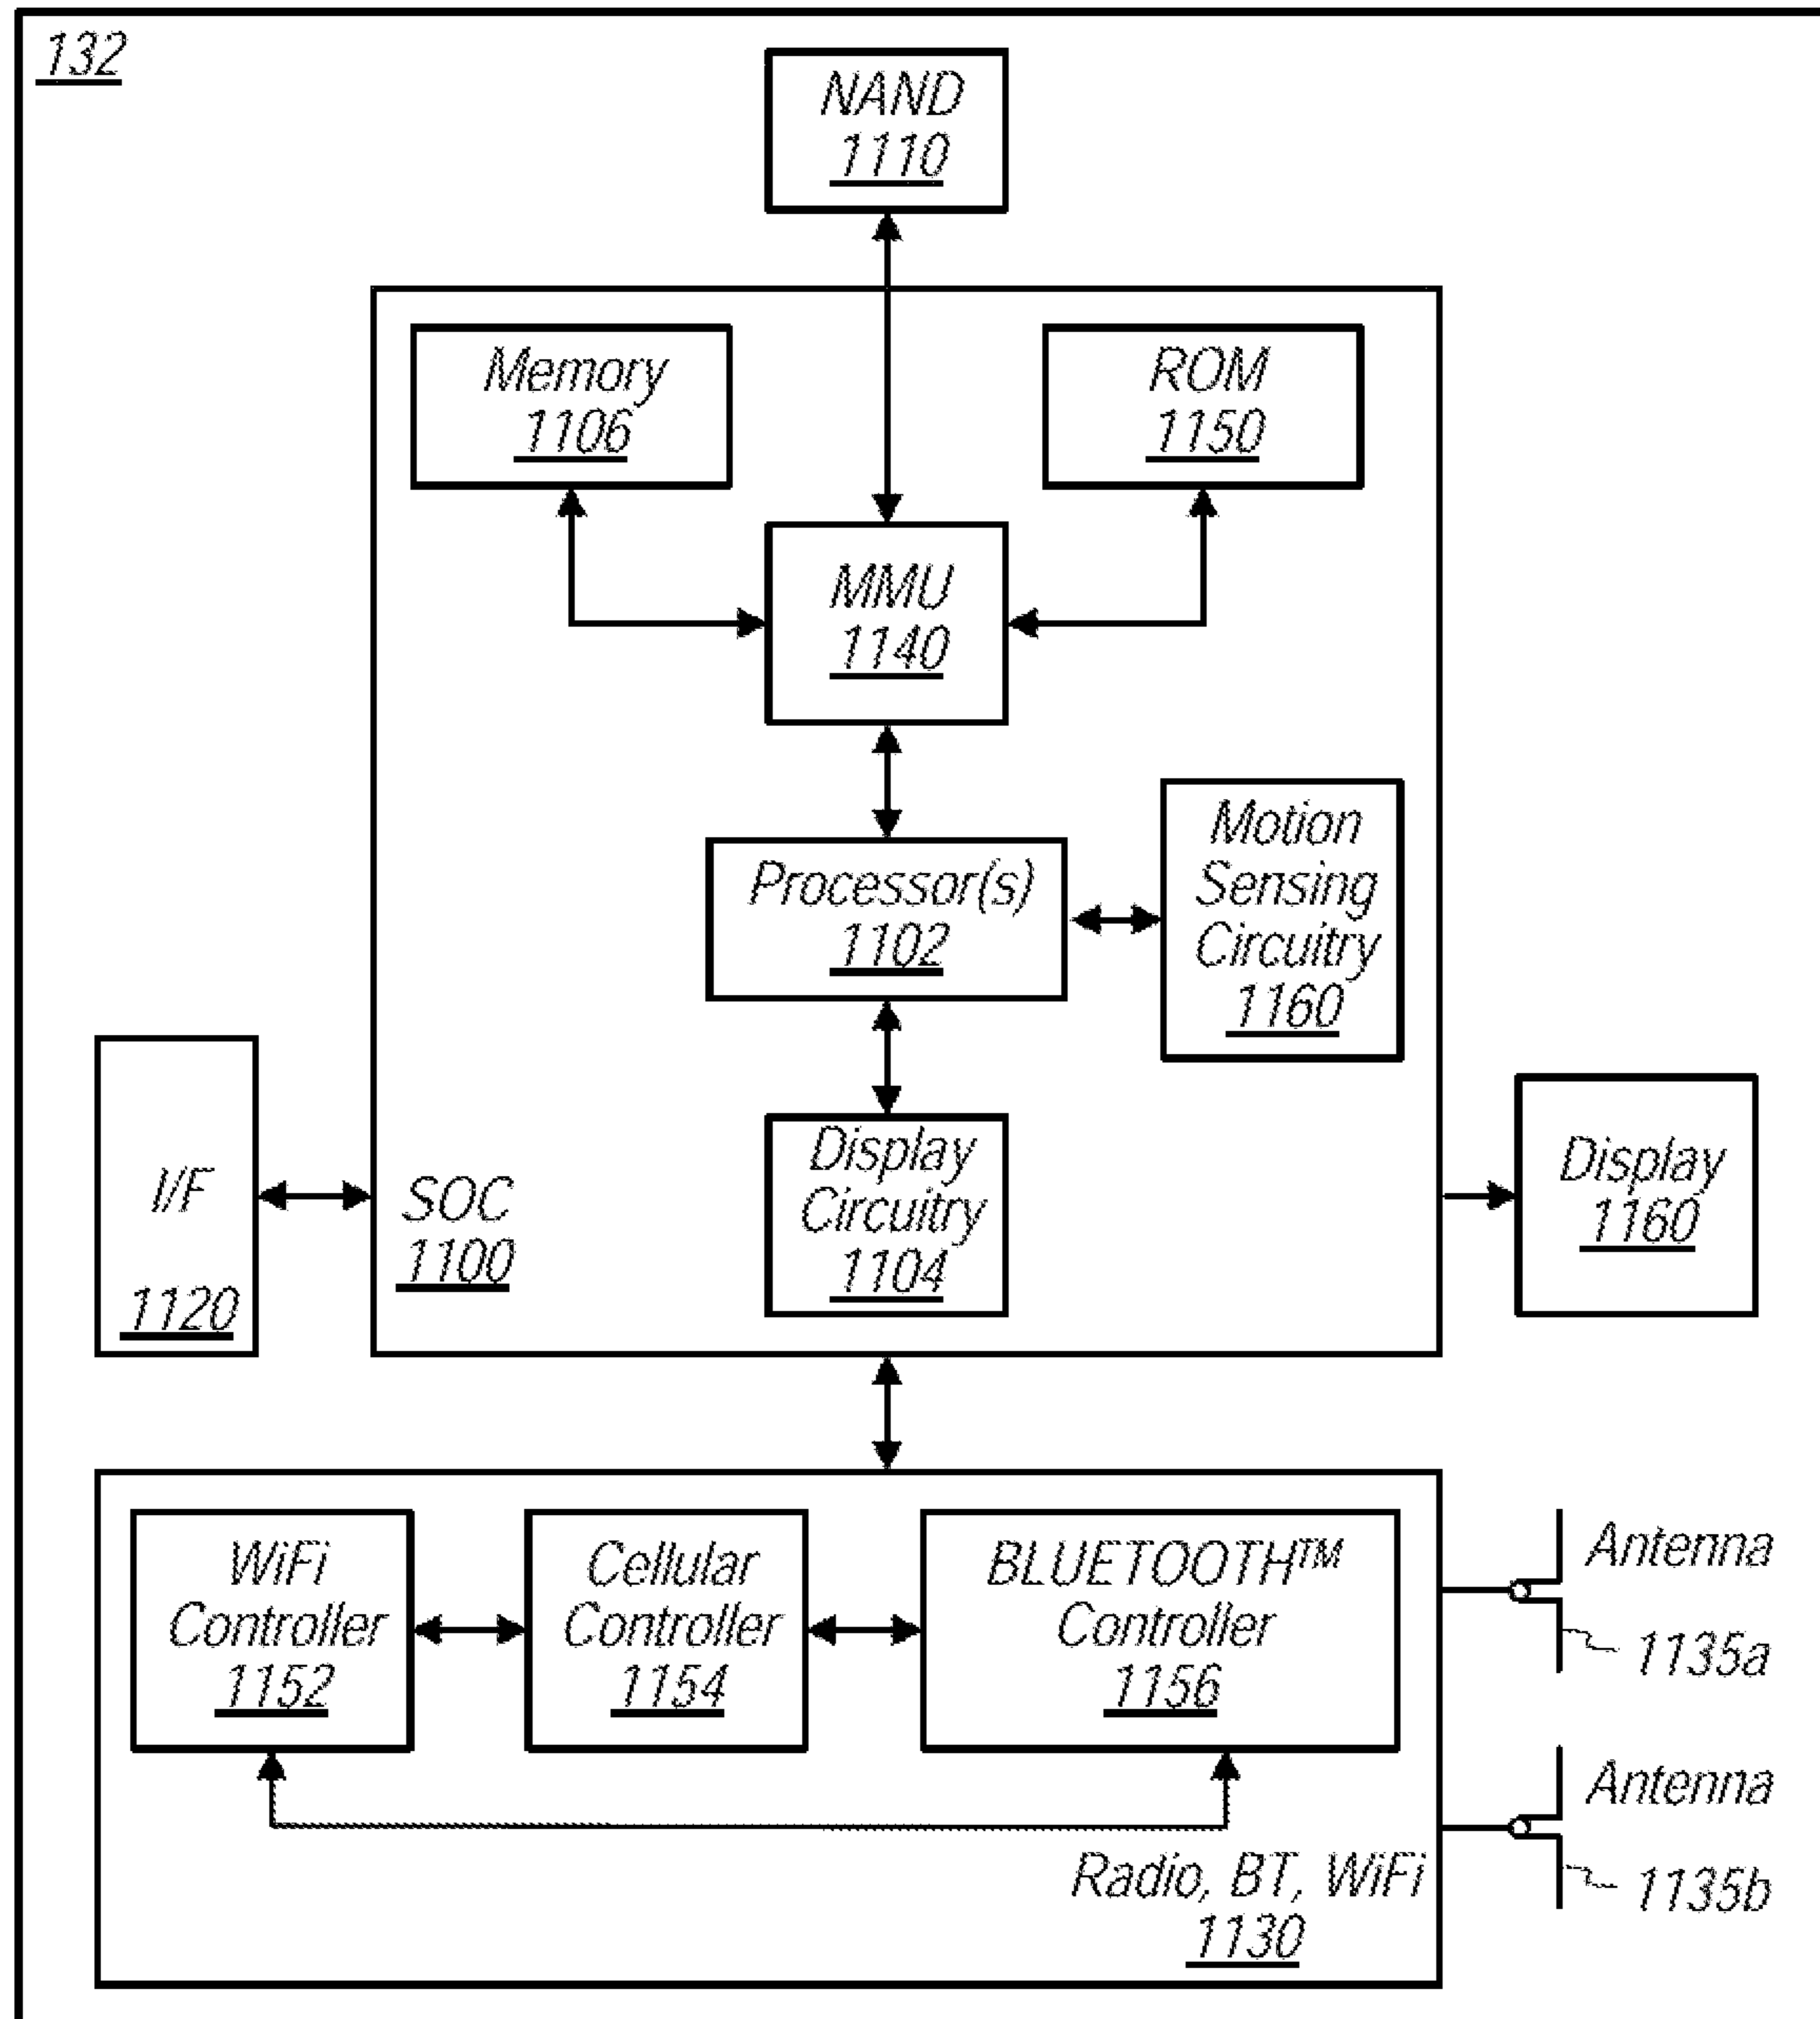 132
NAND
1110
Memory
1106
ROM
1150
MMU
1140
Processor(s)
1102
Motion
Sensing
Circuitry
1160
Display
Circuitry
1104
I/F
1120
SOC
1100
Display
1160
WiFi
Controller
1152
Cellular
Controller
1154
BLUETOOTH™
Controller
1156
Radio, BT, WiFi
1130
Antenna
1135a
Antenna
1135b